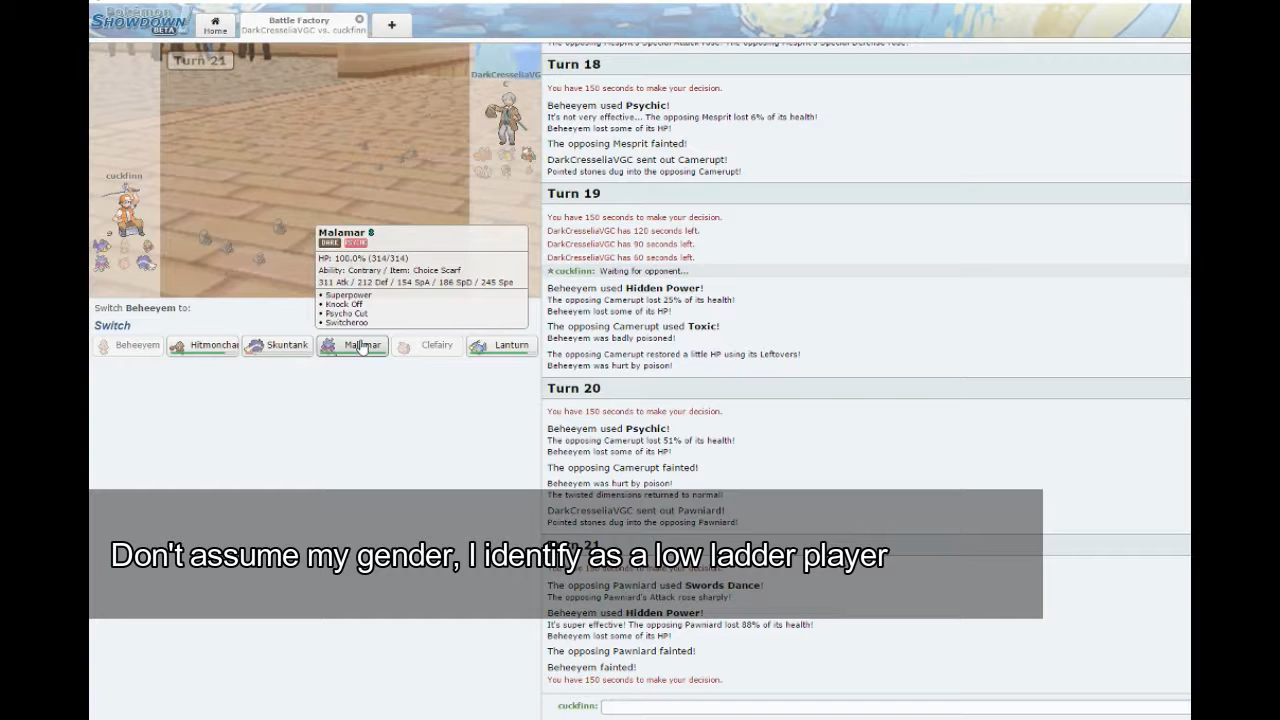 Pokémon
SHOWDOWN
BETA
Home
Battle Factory
DarkCresseliaVGC vs. cuckfinn
+
Turn 21
DarkCresseliaVG
C
cuckfinn
Malamar
DARK PSYCHC
HP: 100.0% (314/314)
Ability: Contrary / Item: Choice Scarf
311 Atk / 212 Def / 154 SpA / 186 SpD / 245 Spe
• Superpower
• Knock Off
• Psycho Cut
• Switcheroo
Switch Beheeyem to:
Switch
Beheeyem
Hitmonchan
Skuntank
Malamar
Clefairy
Lanturn
The opposing Mesprit's Special Attack rose! The opposing Mesprit's Special Defense rose!
Turn 18
You have 150 seconds to make your decision.
Beheeyem used Psychic!
It's not very effective... The opposing Mesprit lost 6% of its health!
Beheeyem lost some of its HP!
The opposing Mesprit fainted!
DarkCresseliaVGC sent out Camerupt!
Pointed stones dug into the opposing Camerupt!
Turn 19
You have 150 seconds to make your decision.
DarkCresseliaVGC has 120 seconds left.
DarkCresseliaVGC has 90 seconds left.
DarkCresseliaVGC has 60 seconds left.
☆cuckfinn: Waiting for opponent...
Beheeyem used Hidden Power!
The opposing Camerupt lost 25% of its health!
Beheeyem lost some of its HP!
The opposing Camerupt used Toxic!
Beheeyem was badly poisoned!
The opposing Camerupt restored a little HP using its Leftovers!
Beheeyem was hurt by poison!
Turn 20
You have 150 seconds to make your decision.
Beheeyem used Psychic!
The opposing Camerupt lost 51% of its health!
Beheeyem lost some of its HP!
The opposing Camerupt fainted!
Beheeyem was hurt by poison!
The twisted dimensions returned to normal!
DarkCresseliaVGC sent out Pawniard!
Pointed stones dug into the opposing Pawniard!
Don't assume my gender, I identify as a low ladder player
The opposing Pawniard used Swords Dance!
The opposing Pawniard's Attack rose sharply!
Beheeyem used Hidden Power!
It's super effective! The opposing Pawniard lost 88% of its health!
Beheeyem lost some of its HP!
The opposing Pawniard fainted!
Beheeyem fainted!
You have 150 seconds to make your decision.
cuckfinn: